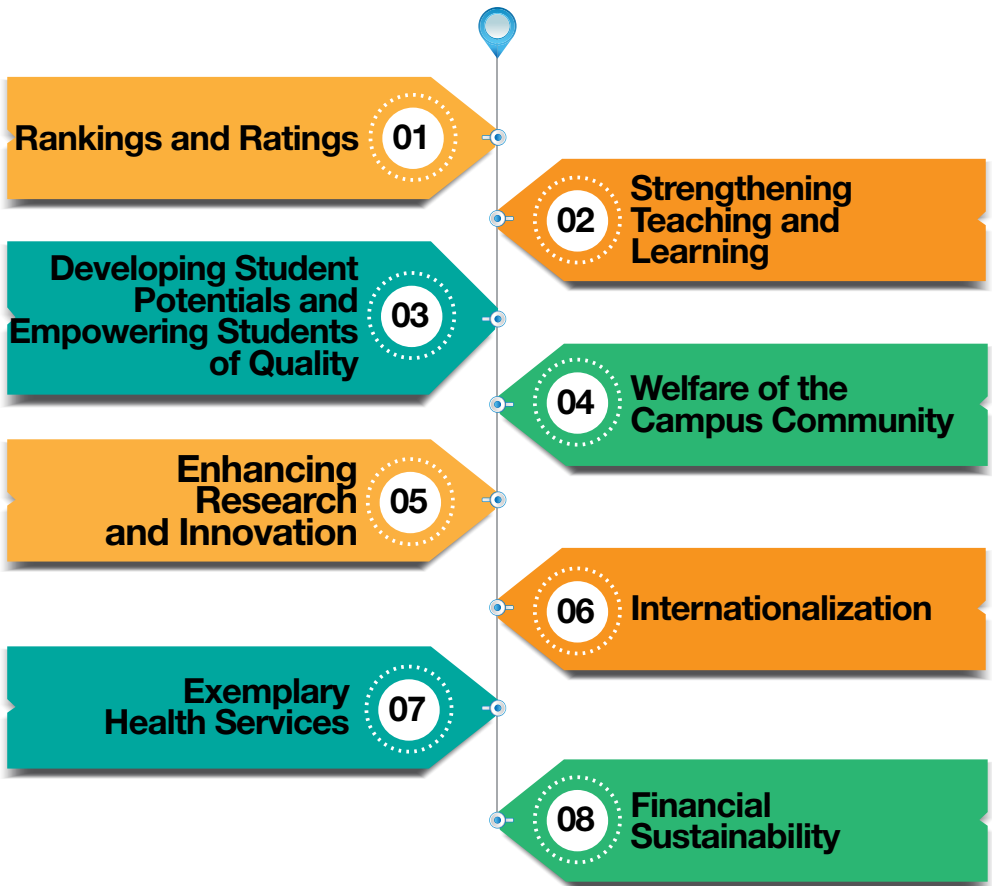 Rankings and Ratings
01
02
Strengthening
Teaching and
Learning
Developing Student
Potentials and
Empowering Students
of Quality
03
04
Welfare of the
Campus Community
Enhancing
Research
and Innovation
05
06
Internationalization
Exemplary
Health Services
07
08
Financial
Sustainability